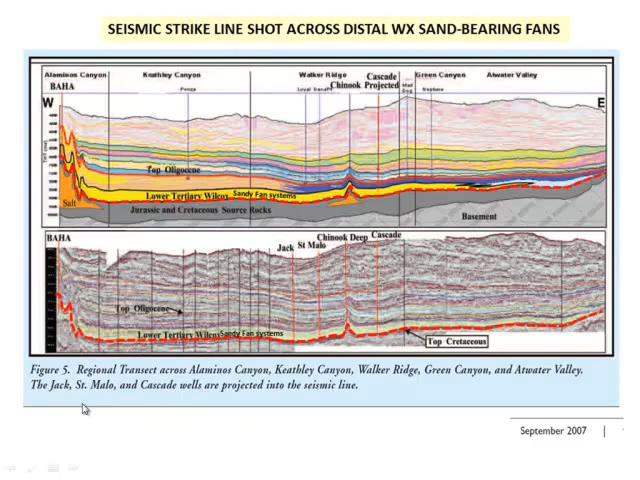 SEISMIC STRIKE LINE SHOT ACROSS DISTAL WX SAND-BEARING FANS
Alaminos Canyon Keathley Canyon Walker Ridge Cascade Green Canyon Atwater Valley
BAHA Chinook Projected
W E
Top Oligocene
Lower Tertiary Wilcox Sandy Fan systems
Salt
Jurassic and Cretaceous Source Rocks
Basement
BAHA Jack St Malo Chinook Deep Cascade
Top Oligocene
Lower Tertiary Wilcox Sandy Fan systems
Top Cretaceous
Figure 5. Regional Transect across Alaminos Canyon, Keathley Canyon, Walker Ridge, Green Canyon, and Atwater Valley.
The Jack, St. Malo, and Cascade wells are projected into the seismic line.
September 2007 |